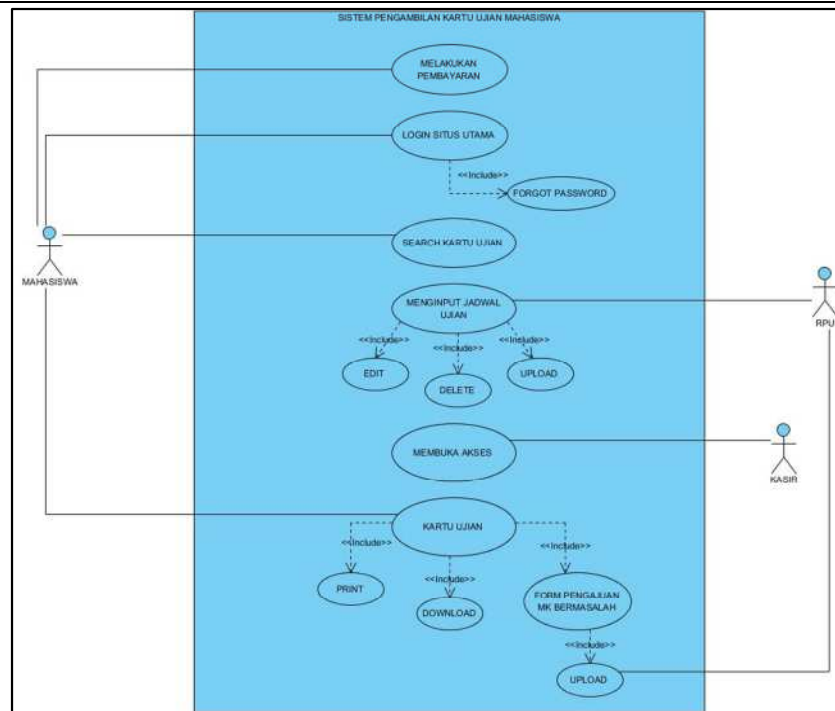 SISTEM PENGAMBILAN KARTU UJIAN MAHASISWA
MELAKUKAN
PEMBAYARAN
LOGIN SITUS UTAMA
<<Include>>
FORGOT PASSWORD
SEARCH KARTU UJIAN
MAHASISWA
MENGINPUT JADWAL
UJIAN
RPU
<<Include>>
<<Include>>
<<Include>>
EDIT
DELETE
UPLOAD
MEMBUKA AKSES
KASIR
KARTU UJIAN
<<Include>>
<<Include>>
<<Include>>
PRINT
DOWNLOAD
FORM PENGAJUAN
MK BERMASALAH
<<Include>>
UPLOAD